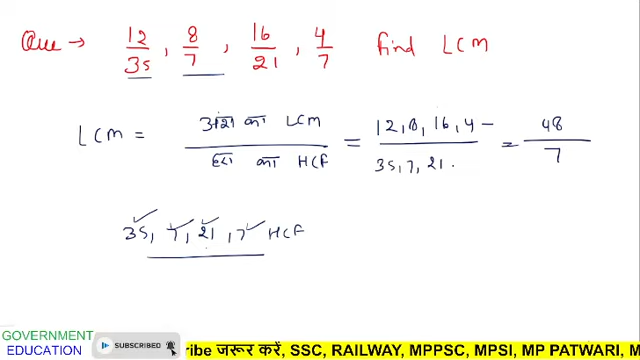 Que → 12/35, 8/7, 16/21, 4/7 find LCM
LCM = अंश का LCM / हर का HCF = 12, 8, 16, 4 – / 35, 7, 21. = 48/7
35, 7, 21, 7 HCF
GOVERNMENT
EDUCATION
SUBSCRIBED
ribe जरूर करें, SSC, RAILWAY, MPPSC, MPSI, MP PATWARI, M